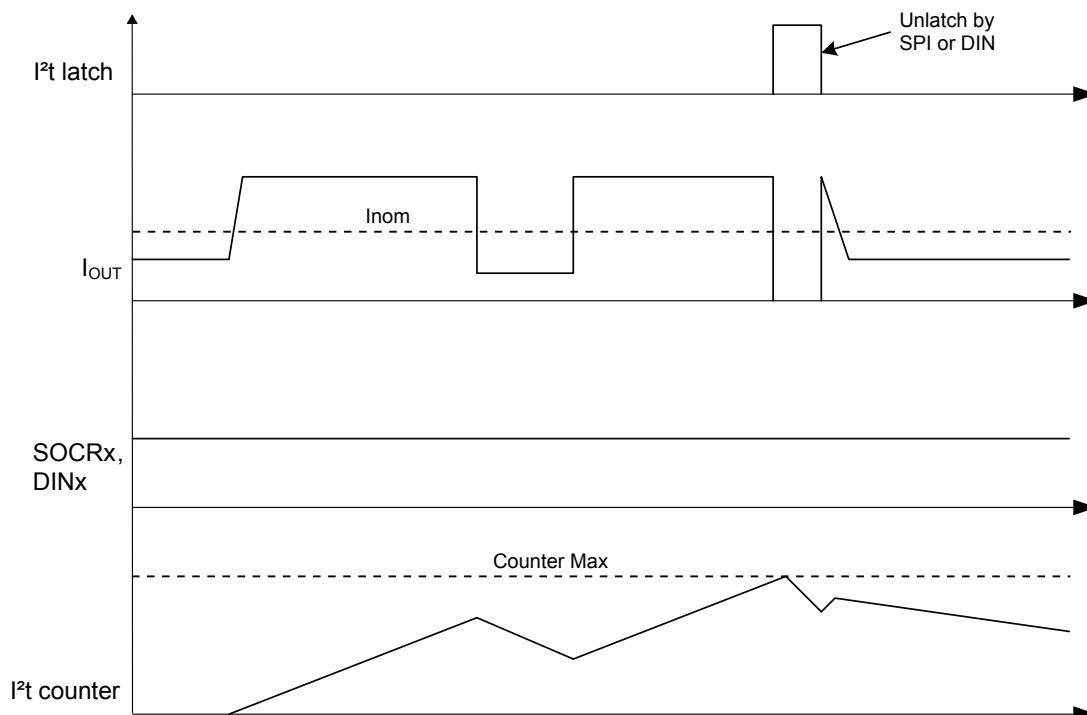 Unlatch by
SPI or DIN
I²t latch
Inom
IOUT
SOCRx,
DINx
Counter Max
I²t counter